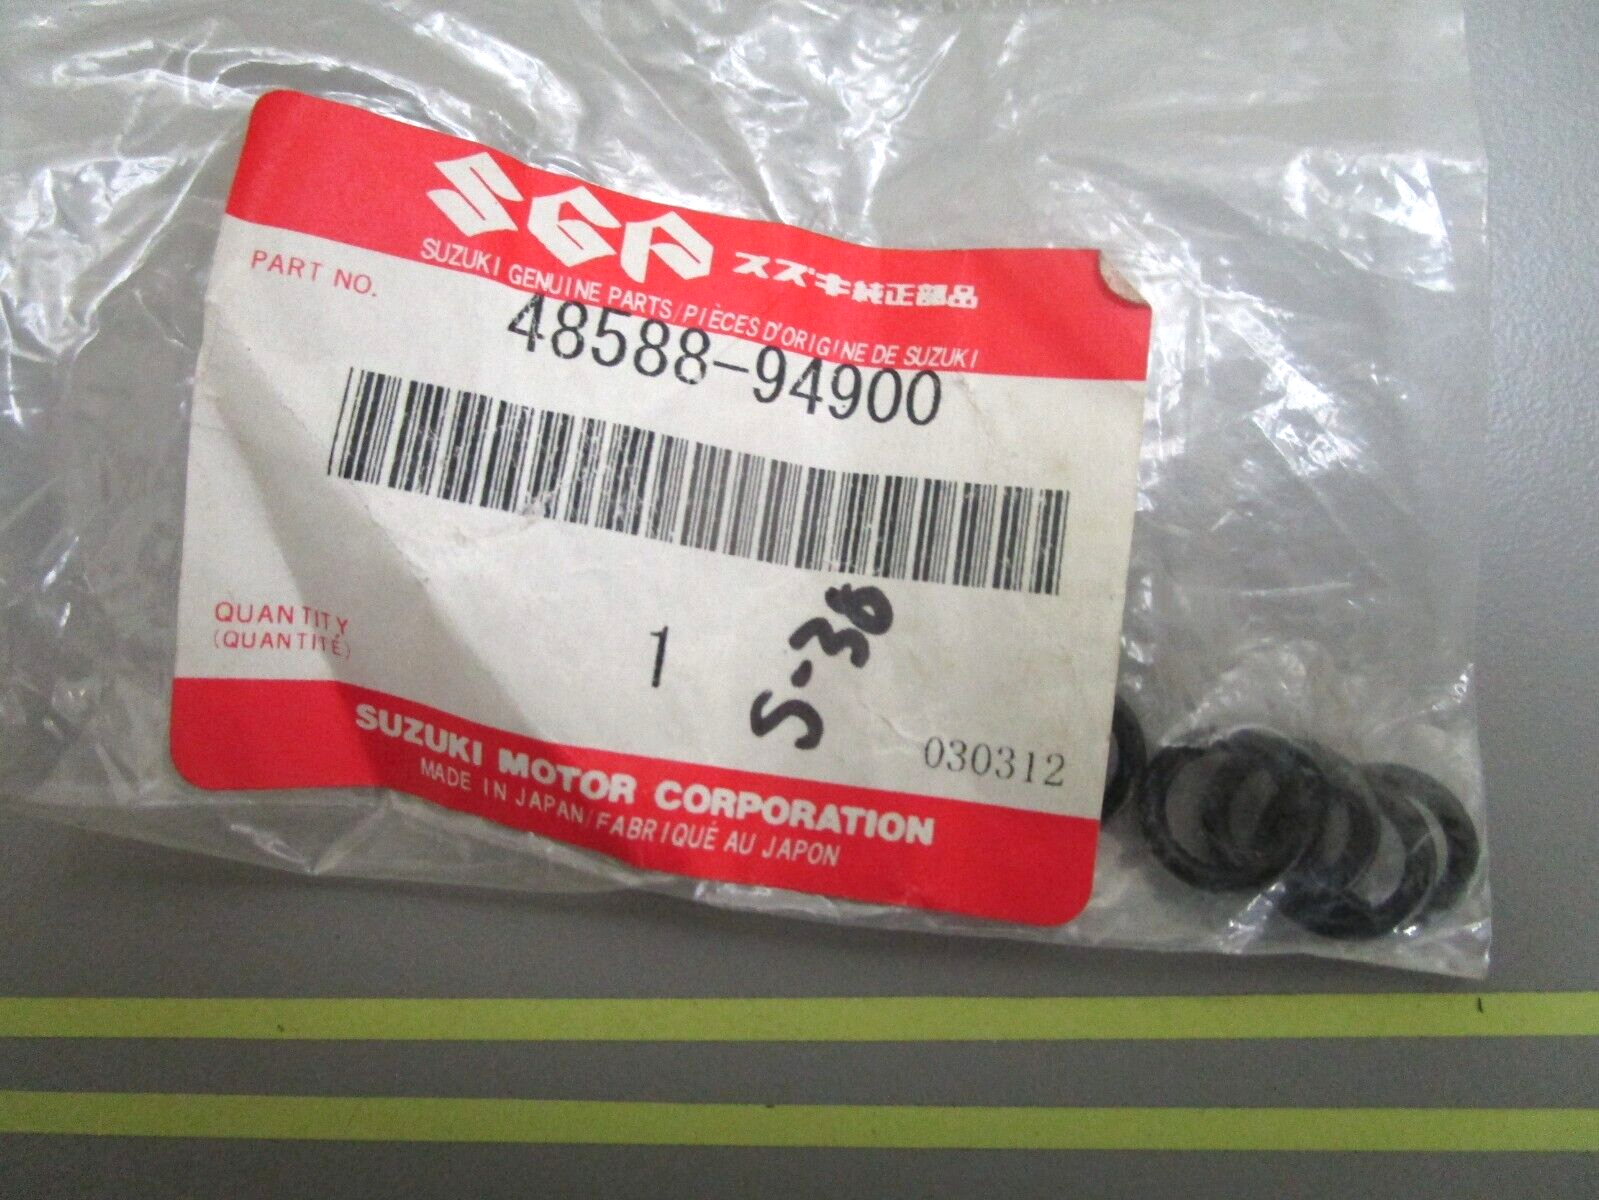 SGP スズキ純正部品
SUZUKI GENUINE PARTS/PIÈCES D'ORIGINE DE SUZUKI
PART NO.
48588-94900
QUANTITY
(QUANTITÉ)
1
S-38
030312
SUZUKI MOTOR CORPORATION
MADE IN JAPAN/FABRIQUÉ AU JAPON